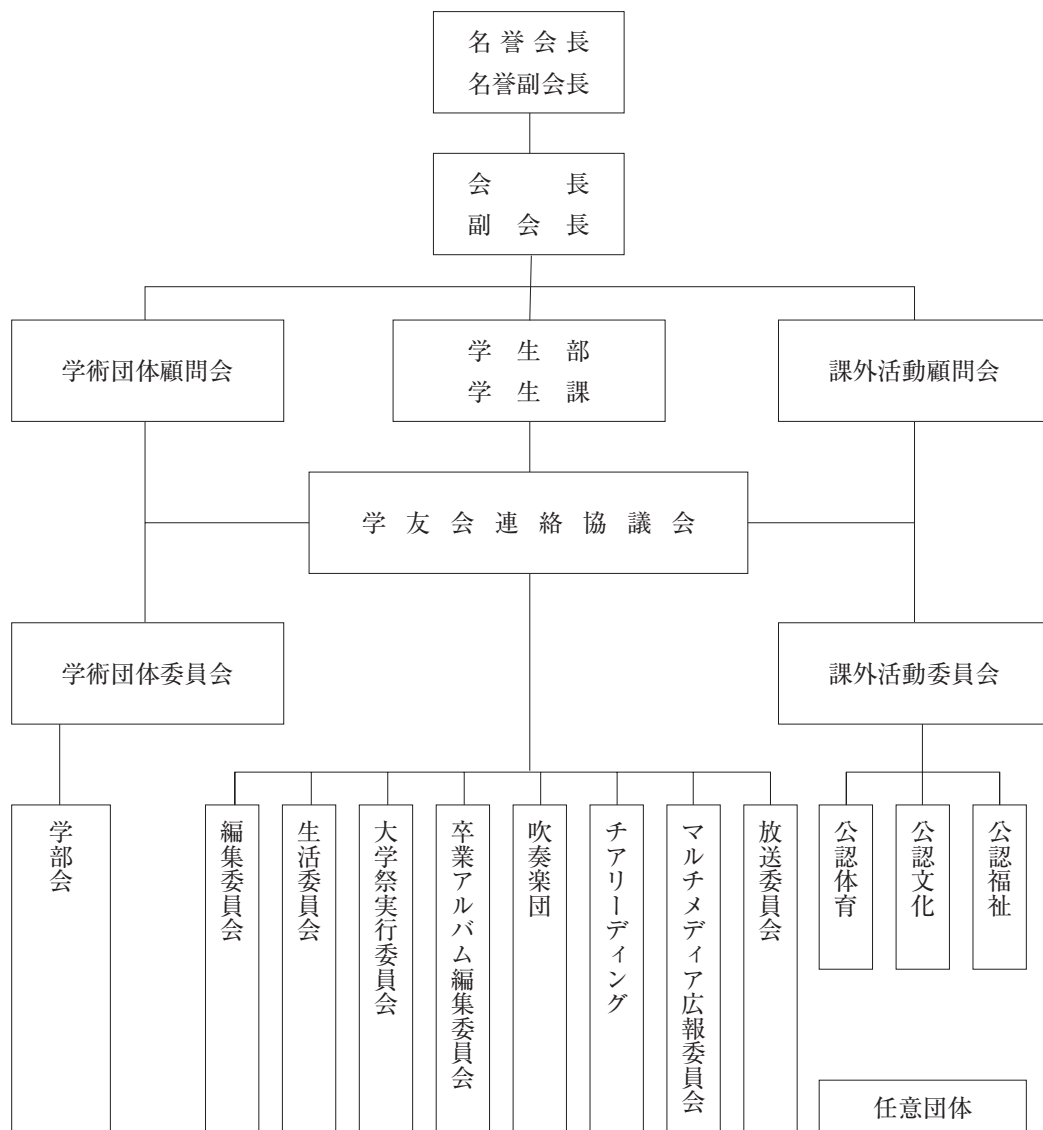 名誉会長
名誉副会長
会長
副会長
学術団体顧問会
学生部
学生課
課外活動顧問会
学友会連絡協議会
学術団体委員会
課外活動委員会
学部会
編集委員会
生活委員会
大学祭実行委員会
卒業アルバム編集委員会
吹奏楽団
チアリーディング
マルチメディア広報委員会
放送委員会
公認体育
公認文化
公認福祉
任意団体